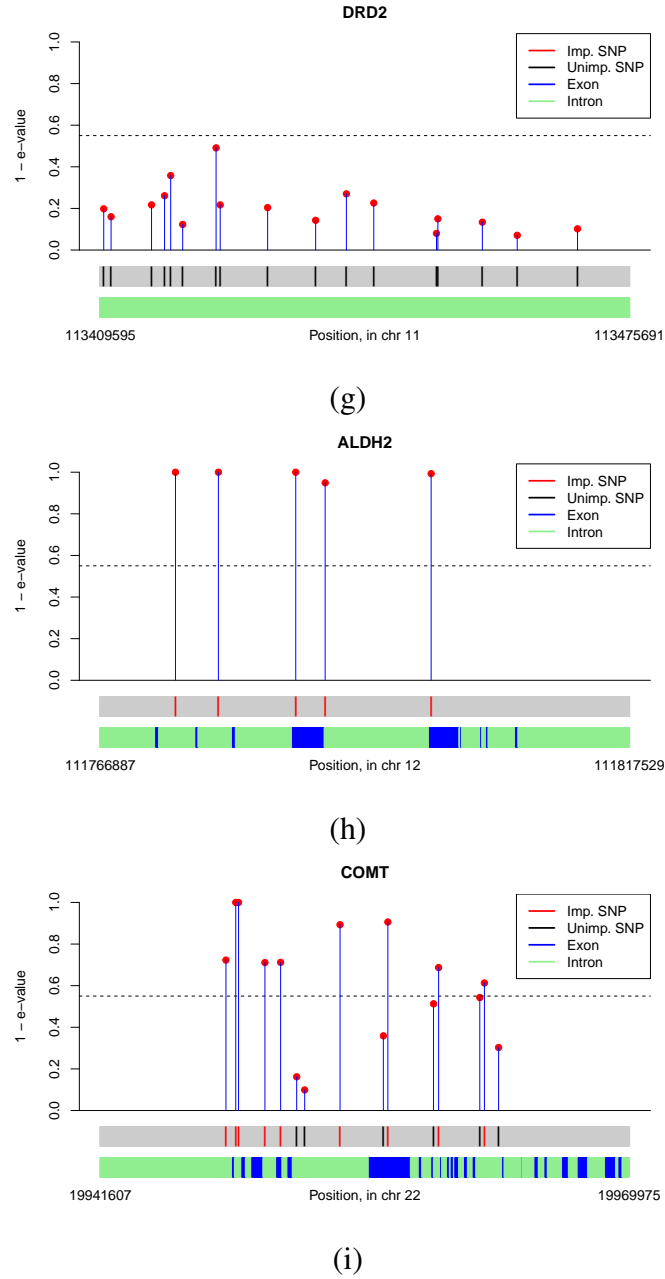 DRD2
1 − e−value
1.0
0.8
0.6
0.4
0.2
0.0
Imp. SNP
Unimp. SNP
Exon
Intron
113409595 Position, in chr 11 113475691
(g)
ALDH2
1 − e−value
1.0
0.8
0.6
0.4
0.2
0.0
Imp. SNP
Unimp. SNP
Exon
Intron
111766887 Position, in chr 12 111817529
(h)
COMT
1 − e−value
1.0
0.8
0.6
0.4
0.2
0.0
Imp. SNP
Unimp. SNP
Exon
Intron
19941607 Position, in chr 22 19969975
(i)